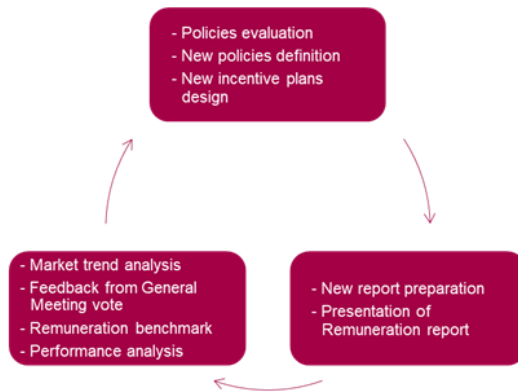 - Policies evaluation
- New policies definition
- New incentive plans
design
- Market trend analysis
- Feedback from General
Meeting vote
- Remuneration benchmark
- Performance analysis
- New report preparation
- Presentation of
Remuneration report